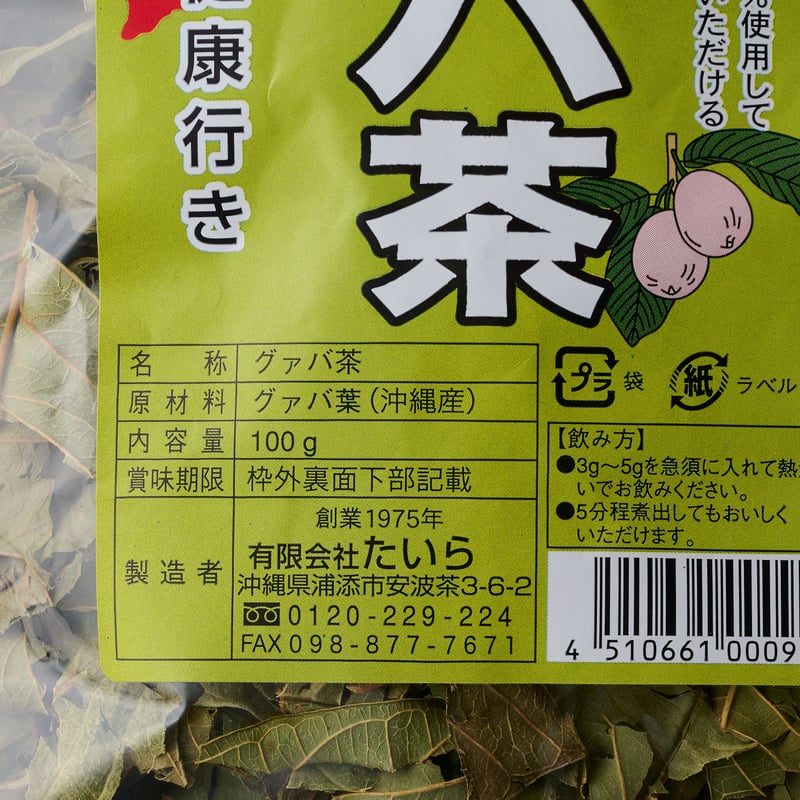 康行き
バ茶
使用して
いただける
名称 グァバ茶
原材料 グァバ葉（沖縄産）
内容量 100g
賞味期限 枠外裏面下部記載
製造者
創業1975年
有限会社たいら
沖縄県浦添市安波茶3-6-2
0120-229-224
FAX 098-877-7671
プラ 袋
紙 ラベル
【飲み方】
●3g～5gを急須に入れて熱
いでお飲みください。
●5分程煮出してもおいしく
いただけます。
4 510661 0009